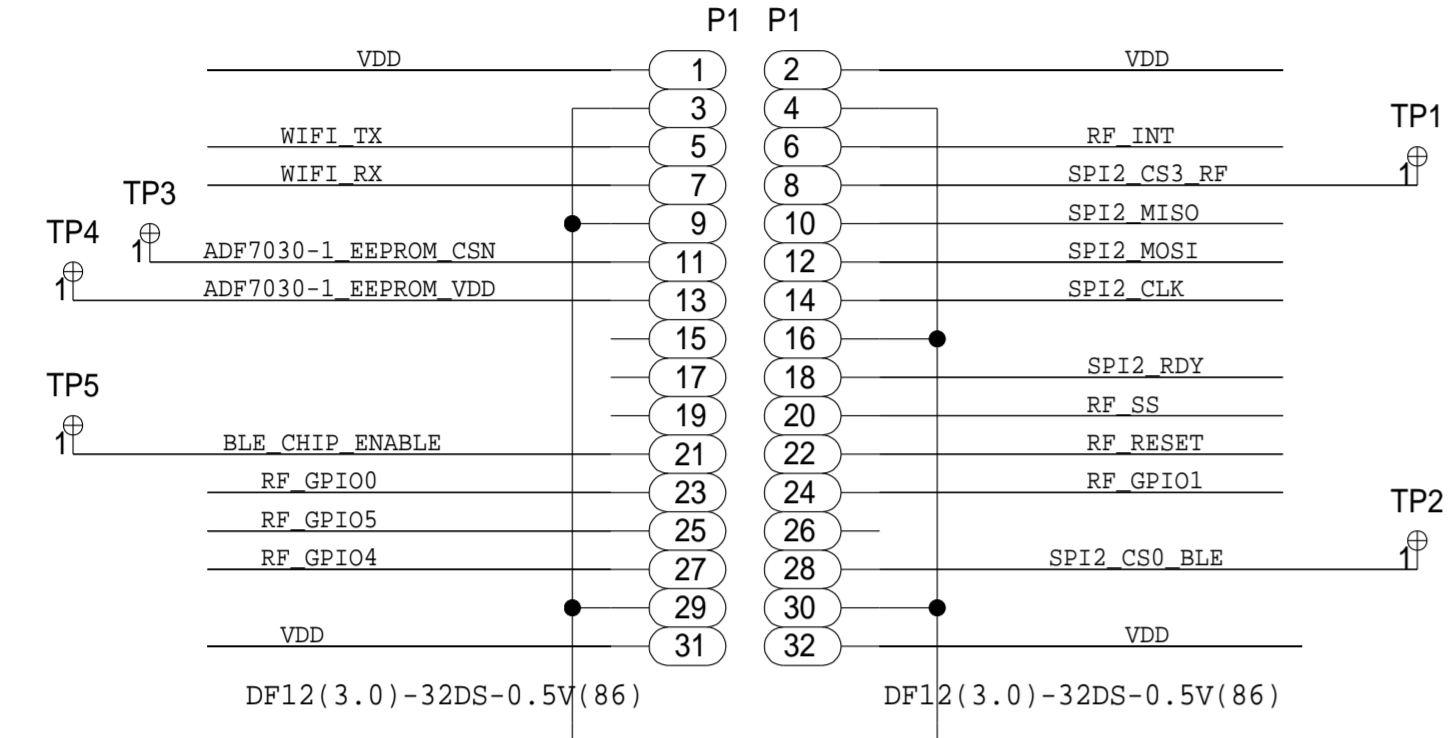 P1 P1
VDD 1 2 VDD
3 4
TP1
WIFI_TX 5 6 RF_INT
1
WIFI_RX 7 8 SPI2_CS3_RF
TP3
9 10 SPI2_MISO
TP4
1
ADF7030-1_EEPROM_CSN 11 12 SPI2_MOSI
1
ADF7030-1_EEPROM_VDD 13 14 SPI2_CLK
15 16
17 18 SPI2_RDY
TP5
19 20 RF_SS
1
BLE_CHIP_ENABLE 21 22 RF_RESET
RF_GPIO0 23 24 RF_GPIO1
TP2
RF_GPIO5 25 26
1
RF_GPIO4 27 28 SPI2_CS0_BLE
29 30
VDD 31 32 VDD
DF12(3.0)-32DS-0.5V(86) DF12(3.0)-32DS-0.5V(86)